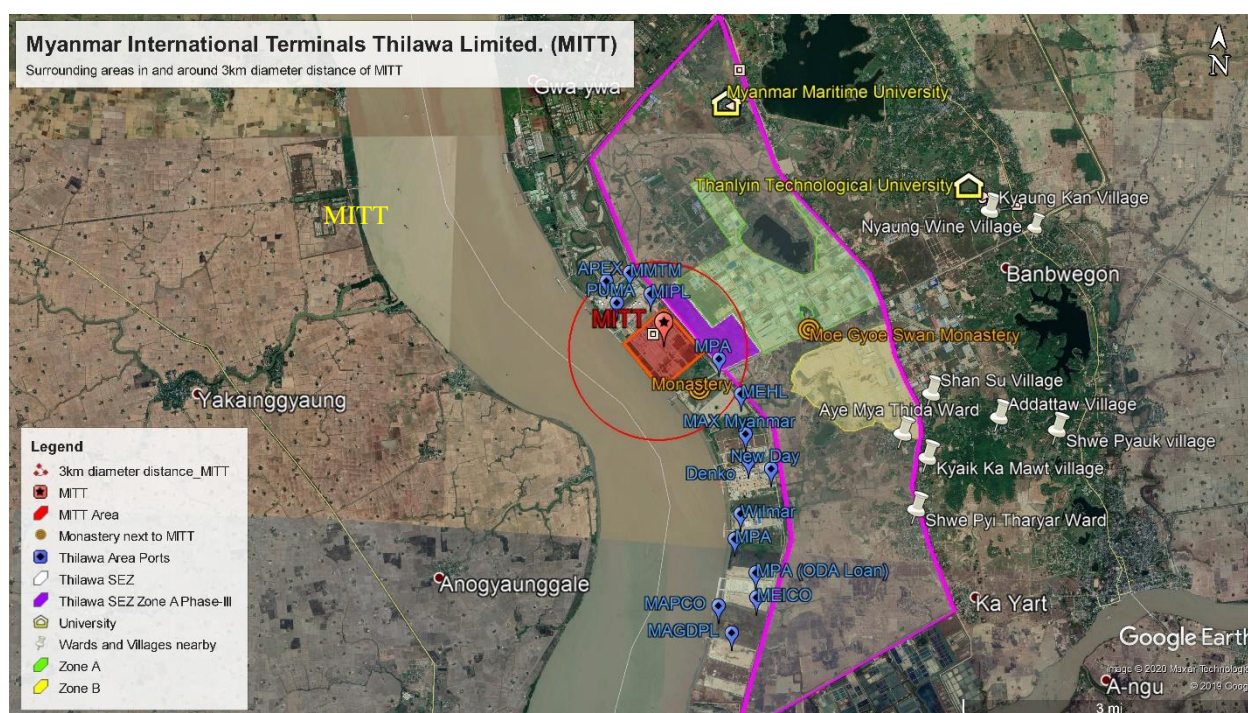 Myanmar International Terminals Thilawa Limited. (MITT)
Surrounding areas in and around 3km diameter distance of MITT
N
Gwa-ywa
Myanmar Maritime University
Thanlyin Technological University
Kyaung Kan Village
Nyaung Wine Village
MITT
Banbwegon
APEX
MMTM
PUMA
MIPL
MITT
Moe Gyoe Swan Monastery
MPA
Monastery
MEHL
Shan Su Village
Yakainggyaung
Aye Mya Thida Ward
Addattaw Village
MAX Myanmar
Shwe Pyauk village
New Day
Kyaik Ka Mawt village
Denko
Wilmar
Shwe Pyi Tharyar Ward
MPA
MPA (ODA Loan)
Anogyaunggale
MEICO
MAPCO
Ka Yart
MAGDPL
Legend
3km diameter distance_MITT
MITT
MITT Area
Monastery next to MITT
Thilawa Area Ports
Thilawa SEZ
Thilawa SEZ Zone A Phase-III
University
Wards and Villages nearby
Zone A
Zone B
Google Earth
Image © 2020 Maxar Technologies
© 2019 Google
A-ngu
3 mi